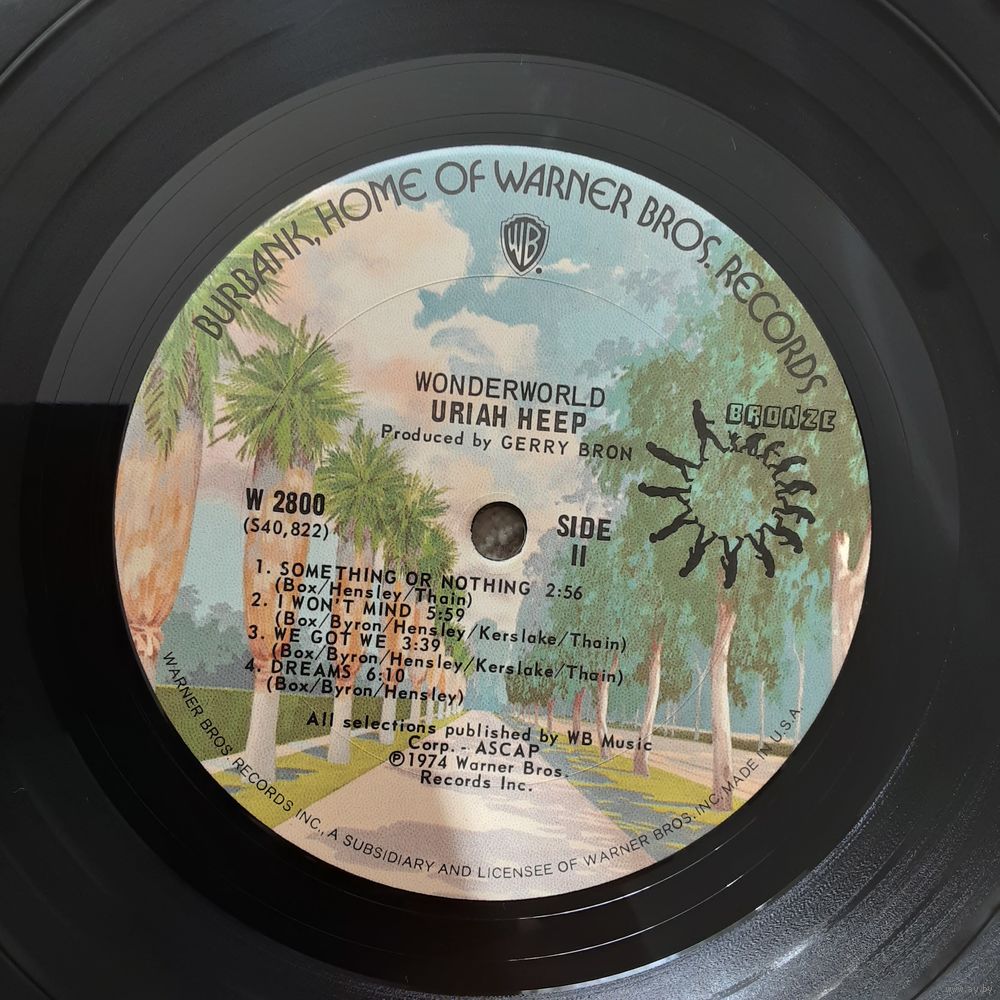 BURBANK, HOME OF WARNER BROS. RECORDS
WB
WONDERWORLD
URIAH HEEP
Produced by GERRY BRON
BRONZE
W 2800
(S40,822)
SIDE
II
1. SOMETHING OR NOTHING 2:56
(Box/Hensley/Thain)
2. I WON'T MIND 5:59
(Box/Byron/Hensley/Kerslake/Thain)
3. WE GOT WE 3:39
(Box/Byron/Hensley/Kerslake/Thain)
4. DREAMS 6:10
(Box/Byron/Hensley)
All selections published by WB Music
Corp. - ASCAP
℗1974 Warner Bros.
Records Inc.
WARNER BROS. RECORDS INC., A SUBSIDIARY AND LICENSEE OF WARNER BROS. INC. MADE IN U.S.A.
www.ay.by